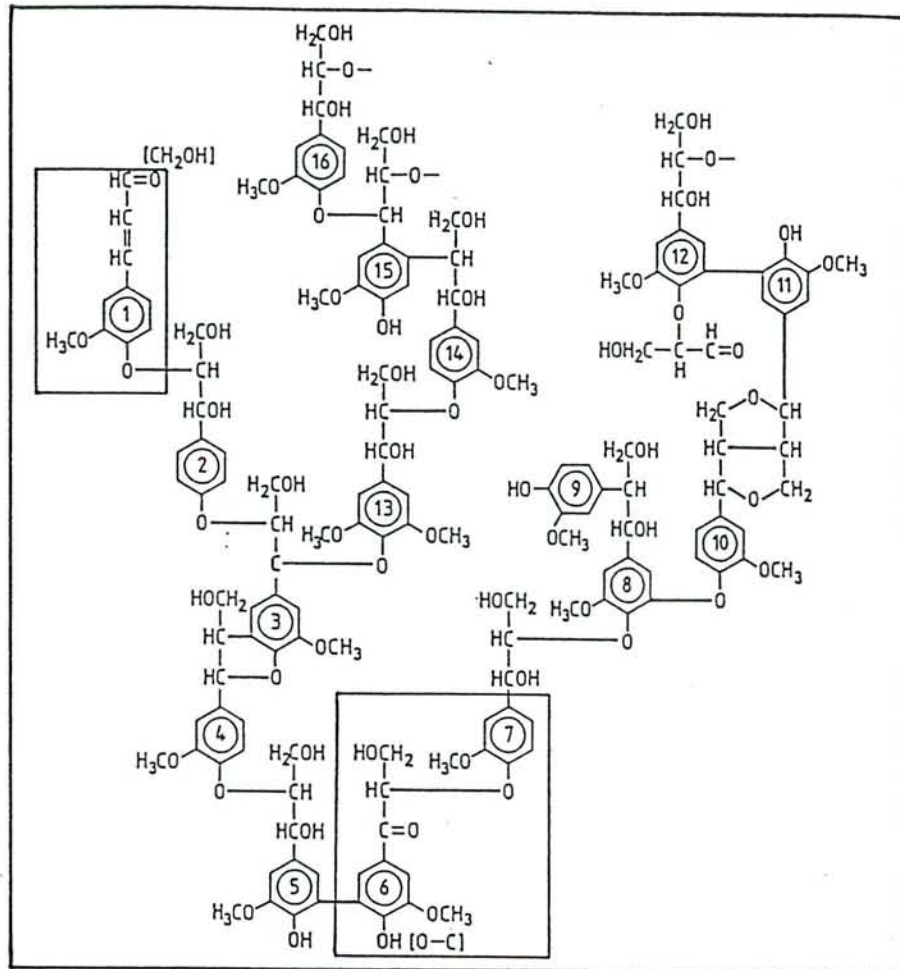 H₂COH
HC–O–
HCOH
16
H₃CO
O
CH
[CH₂OH]
HC=O
HC
HC
1
H₃CO
O
H₂COH
HC–O–
H₂COH
CH
HCOH
15
H₃CO
OH
14
OCH₃
O
H₂COH
HC–O–
HCOH
12
H₃CO
O
HOH₂C–C–C=O
H
H
OH
11
OCH₃
H₂COH
CH
HCOH
2
O
H₂COH
HC
HCOH
13
H₃CO
OCH₃
O
H₂COH
CH
C
H₂C
O
CH
HC
CH
HC
O
CH₂
10
OCH₃
O
H₂COH
HO
9
CH
OCH₃
HCOH
8
H₃CO
O
HOCH₂
HC
3
OCH₃
HC
O
4
H₃CO
O
HOCH₂
HC
HCOH
7
H₃CO
O
H₂COH
CH
HCOH
5
H₃CO
OH
HOCH₂
HC
C=O
6
OCH₃
OH [O–C]